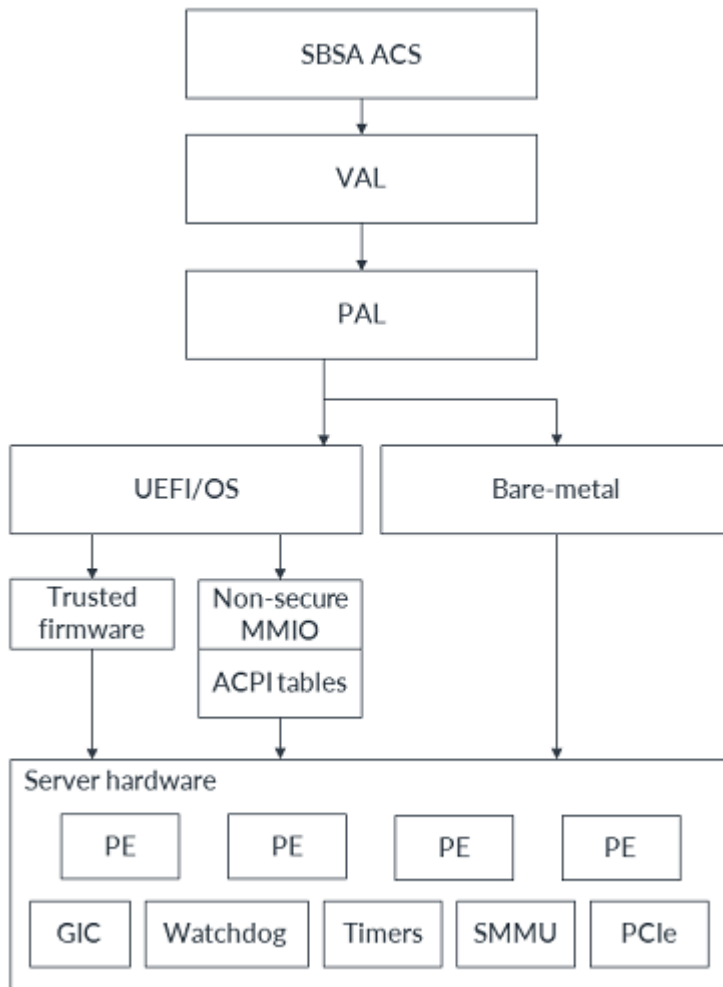 SBSA ACS
VAL
PAL
UEFI/OS
Bare-metal
Trusted
firmware
Non-secure
MMIO
ACPI tables
Server hardware
PE
PE
PE
PE
GIC
Watchdog
Timers
SMMU
PCIe